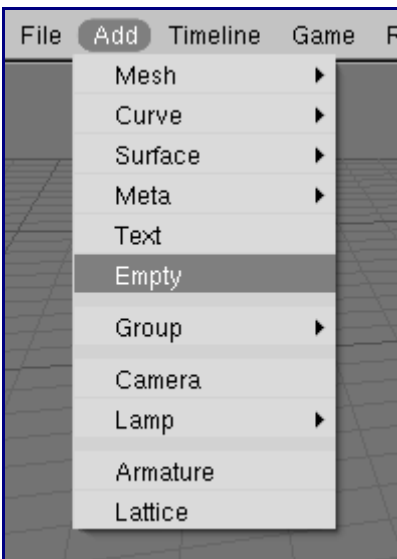 File Add Timeline Game
Mesh
Curve
Surface
Meta
Text
Empty
Group
Camera
Lamp
Armature
Lattice